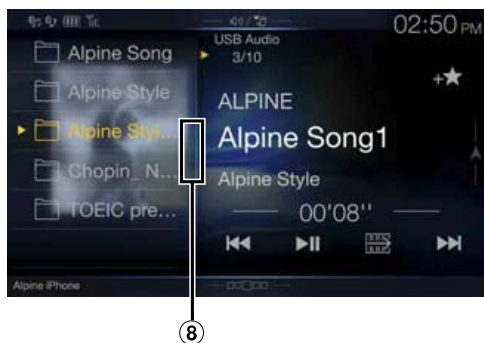 02:50 PM
Alpine Song
Alpine Style
Alpine Styl...
Chopin_ N...
TOEIC pre...
USB Audio
3/10
ALPINE
Alpine Song1
Alpine Style
00'08''
Alpine iPhone
⑧